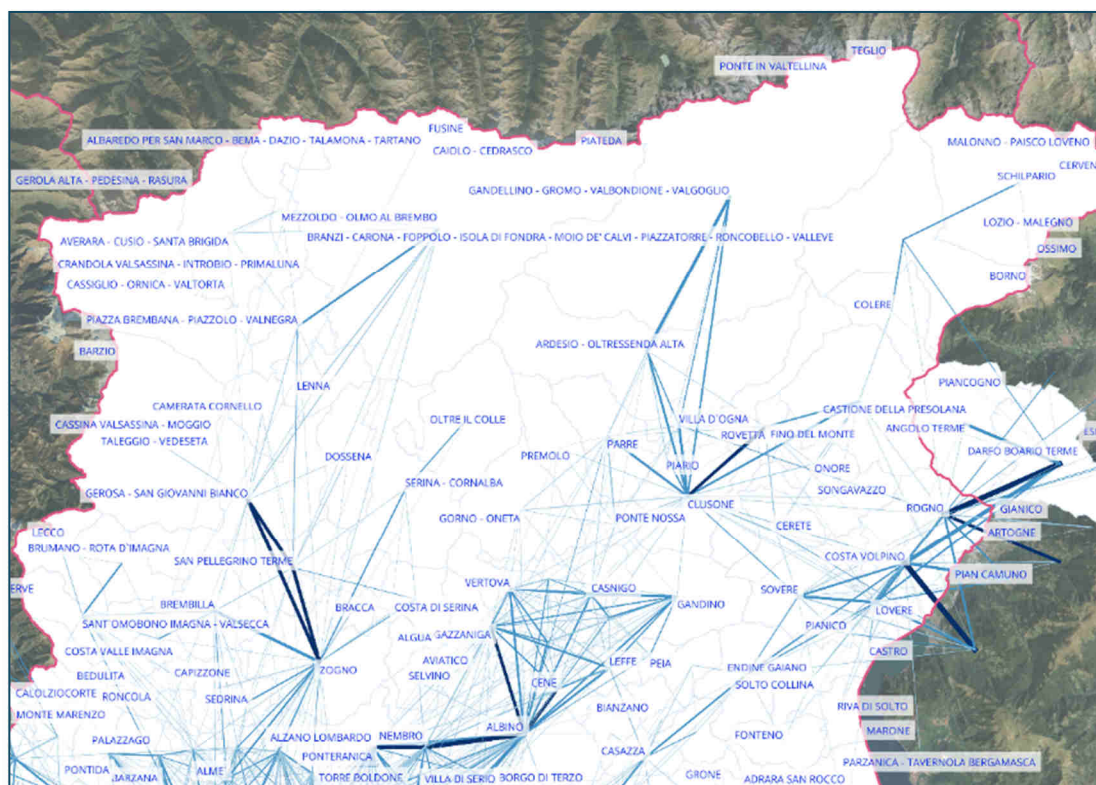 TEGLIO
PONTE IN VALTELLINA
FUSINE
ALBAREDO PER SAN MARCO - BEMA - DAZIO - TALAMONA - TARTANO
PIATEDA
MALONNO - PAISCO LOVENO
CAIOLO - CEDRASCO
CERVEN
SCHILPARIO
GEROLA ALTA - PEDESINA - RASURA
GANDELLINO - GROMO - VALBONDIONE - VALGOGLIO
MEZZOLDO - OLMO AL BREMBO
LOZIO - MALEGNO
AVERARA - CUSIO - SANTA BRIGIDA
BRANZI - CARONA - FOPPOLO - ISOLA DI FONDRA - MOIO DE' CALVI - PIAZZATORRE - RONCOBELLO - VALLEVE
OSSIMO
CRANDOLA VALSASSINA - INTROBIO - PRIMALUNA
BORNO
CASSIGLIO - ORNICA - VALTORTA
COLERE
PIAZZA BREMBANA - PIAZZOLO - VALNEGRA
ARDESIO - OLTRESSENDA ALTA
BARZIO
LENNA
PIANCOGNO
CAMERATA CORNELLO
CASTIONE DELLA PRESOLANA
OLTRE IL COLLE
VILLA D'OGNA
CASSINA VALSASSINA - MOGGIO
ANGOLO TERME
ROVETTA
FINO DEL MONTE
TALEGGIO - VEDESETA
PARRE
DARFO BOARIO TERME
DOSSENA
PREMOLO
PIARIO
ONORE
SERINA - CORNALBA
SONGAVAZZO
GEROSA - SAN GIOVANNI BIANCO
CLUSONE
ROGNO
GIANICO
GORNO - ONETA
PONTE NOSSA
CERETE
LECCO
ARTOGNE
BRUMANO - ROTA D'IMAGNA
COSTA VOLPINO
SAN PELLEGRINO TERME
PIAN CAMUNO
ERVE
VERTOVA
CASNIGO
SOVERE
BREMBILLA
BRACCA
COSTA DI SERINA
GANDINO
LOVERE
SANT'OMOBONO IMAGNA - VALSECCA
PIANICO
ALGUA
GAZZANIGA
COSTA VALLE IMAGNA
CASTRO
AVIATICO
LEFFE
PEIA
ENDINE GAIANO
BEDULITA
CAPIZZONE
ZOGNO
SELVINO
CENE
SOLTO COLLINA
CALOLZIOCORTE
RONCOLA
SEDRINA
BIANZANO
RIVA DI SOLTO
MONTE MARENZO
ALBINO
MARONE
PALAZZAGO
ALZANO LOMBARDO
NEMBRO
FONTENO
PONTERANICA
CASAZZA
PARZANICA - TAVERNOLA BERGAMASCA
PONTIDA
BARZANA
ALME
TORRE BOLDONE
VILLA DI SERIO
BORGO DI TERZO
GRONE
ADRARA SAN ROCCO